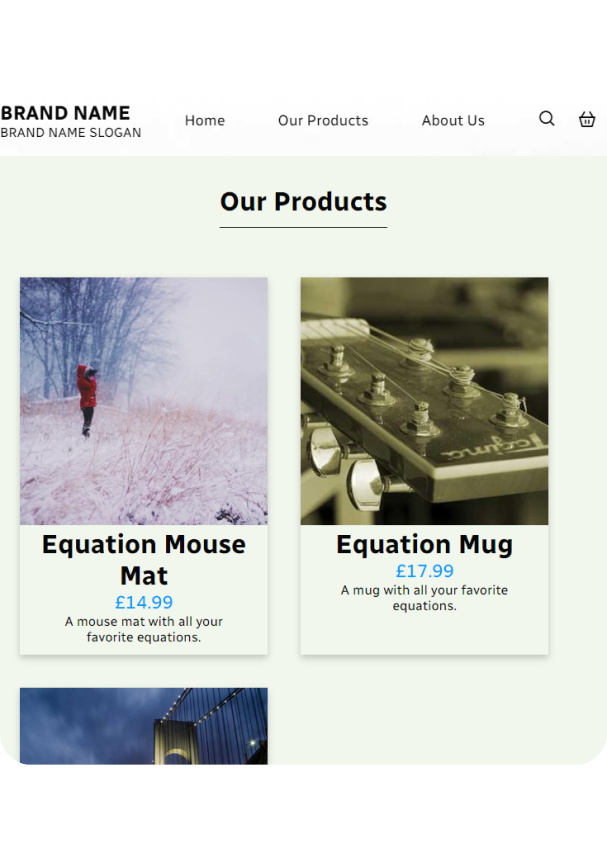 BRAND NAME
BRAND NAME SLOGAN
Home
Our Products
About Us
Our Products
Equation Mouse
Mat
£14.99
A mouse mat with all your
favorite equations.
Tagima
Equation Mug
£17.99
A mug with all your favorite
equations.